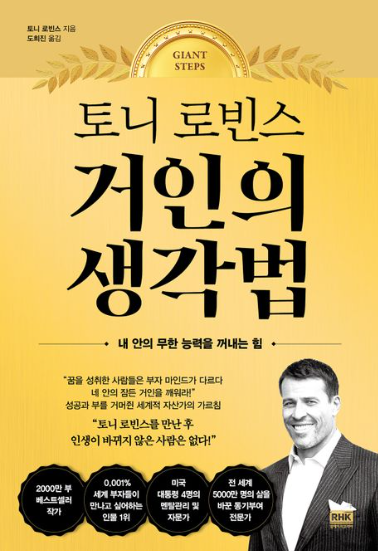 토니 로빈스 지음
도희진 옮김
GIANT
STEPS
토니 로빈스
거인의
생각법
내 안의 무한 능력을 꺼내는 힘
“꿈을 성취한 사람들은 부자 마인드가 다르다
네 안의 잠든 거인을 깨워라!”
성공과 부를 거머쥔 세계적 자산가의 가르침
“토니 로빈스를 만난 후
인생이 바뀌지 않은 사람은 없다!”
2000만 부
베스트셀러
작가
0.001%
세계 부자들이
만나고 싶어하는
인물 1위
미국
대통령 4명의
멘탈관리 및
자문가
전 세계
5000만 명의 삶을
바꾼 동기부여
전문가
RHK